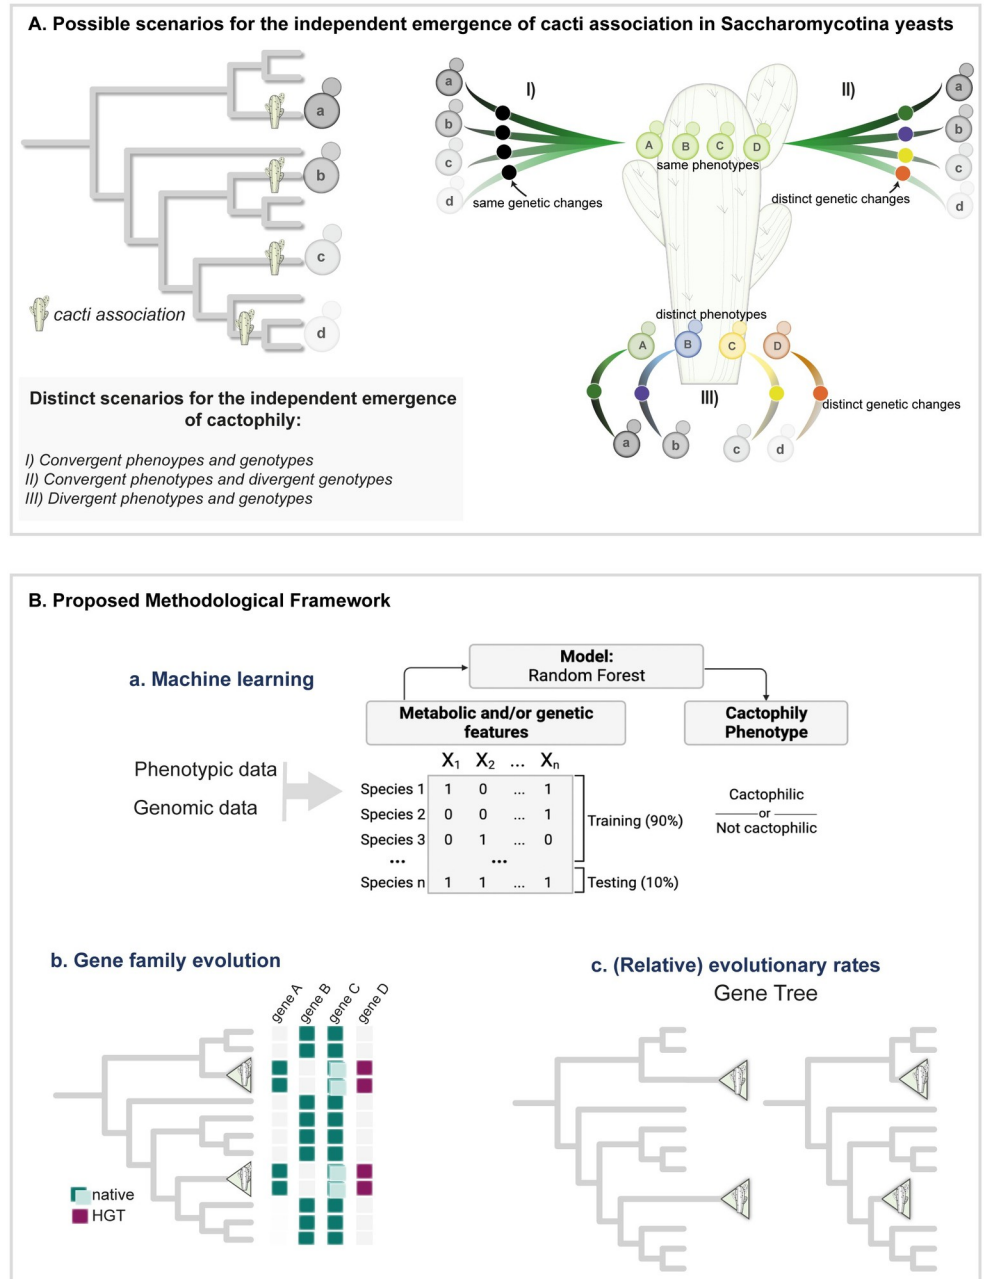 A. Possible scenarios for the independent emergence of cacti association in Saccharomycotina yeasts
a
b
c
d
cacti association
I)
a
b
c
d
same genetic changes
A B C D
same phenotypes
II)
a
b
c
d
distinct genetic changes
distinct phenotypes
A B C D
III)
distinct genetic changes
a b c d
Distinct scenarios for the independent emergence
of cactophily:
I) Convergent phenoypes and genotypes
II) Convergent phenotypes and divergent genotypes
III) Divergent phenotypes and genotypes
B. Proposed Methodological Framework
a. Machine learning
Model:
Random Forest
Metabolic and/or genetic
features
Cactophily
Phenotype
Phenotypic data
Genomic data
X1 X2 ... Xn
Species 1 1 0 ... 1
Species 2 0 0 ... 1
Species 3 0 1 ... 0
... ...
Species n 1 1 ... 1
Training (90%)
Testing (10%)
Cactophilic
or
Not cactophilic
b. Gene family evolution
gene A
gene B
gene C
gene D
native
HGT
c. (Relative) evolutionary rates
Gene Tree